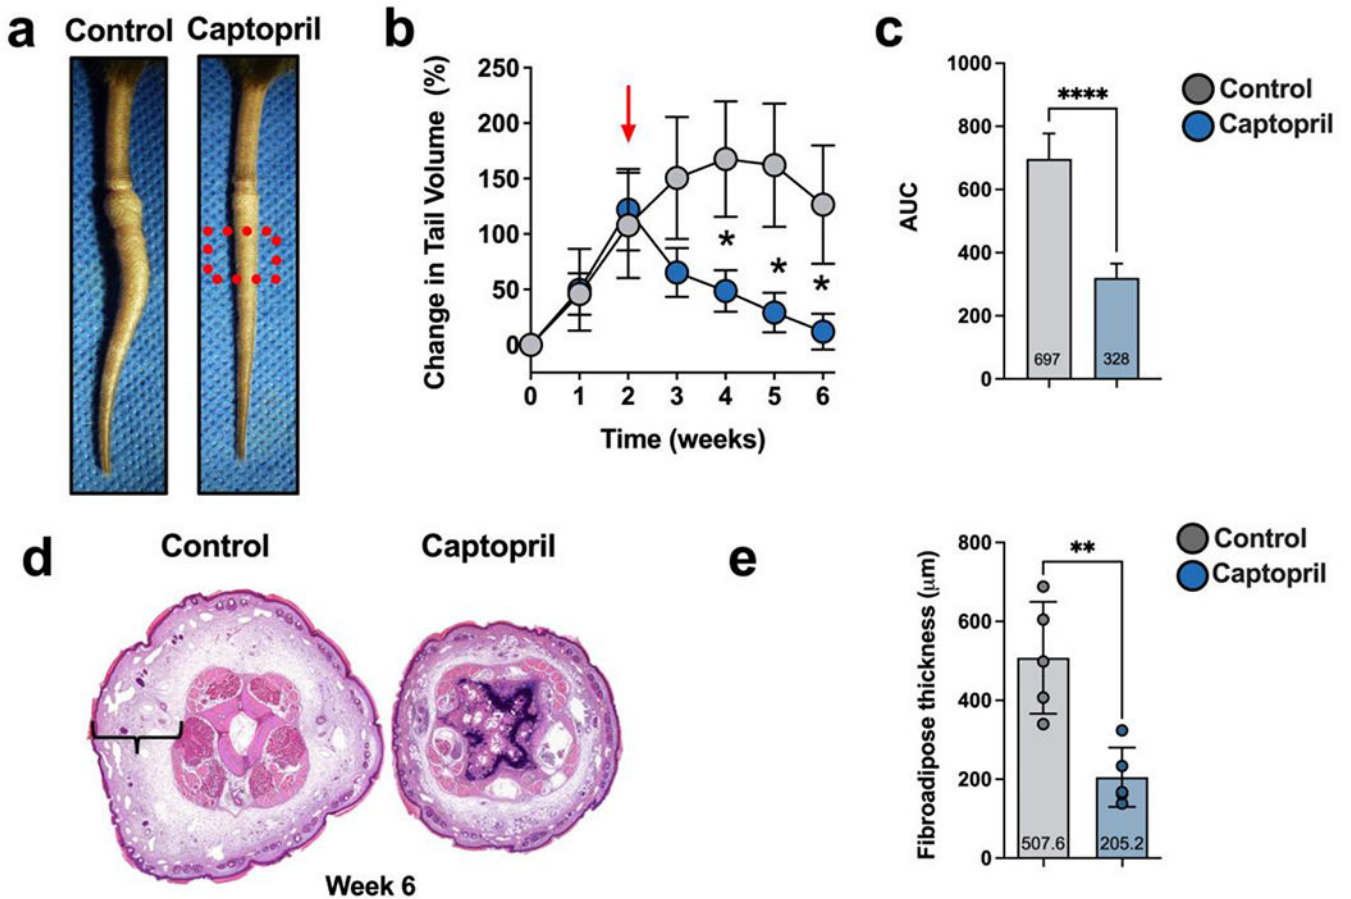 a
Control Captopril
b
Change in Tail Volume (%)
250
200
150
100
50
0
* * *
0 1 2 3 4 5 6
Time (weeks)
c
AUC
1000
800
600
400
200
0
****
697 328
Control
Captopril
d
Control Captopril
Week 6
e
Fibroadipose thickness (μm)
800
600
400
200
0
**
507.6 205.2
Control
Captopril